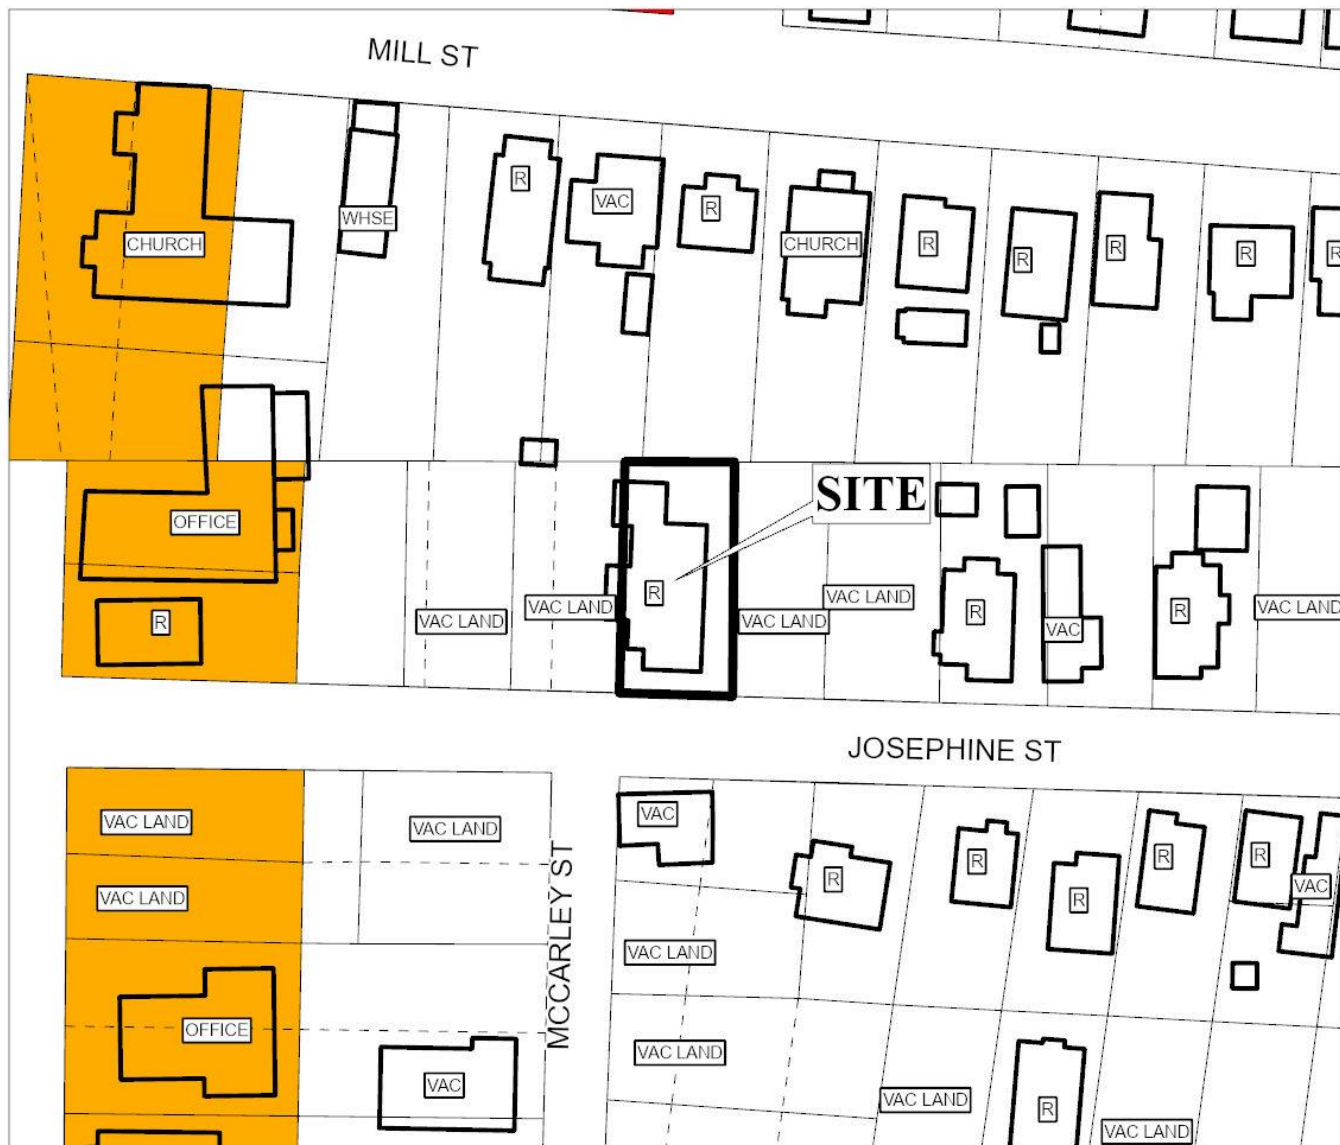 MILL ST
R
VAC
R
WHSE
CHURCH
CHURCH
R
R
R
R
R
SITE
OFFICE
R
R
VAC LAND
VAC LAND
VAC LAND
VAC LAND
R
VAC
R
VAC LAND
JOSEPHINE ST
VAC LAND
VAC LAND
VAC
R
R
R
R
R
VAC
VAC LAND
MCCARLEY ST
VAC LAND
OFFICE
VAC LAND
VAC
VAC LAND
R
VAC LAND